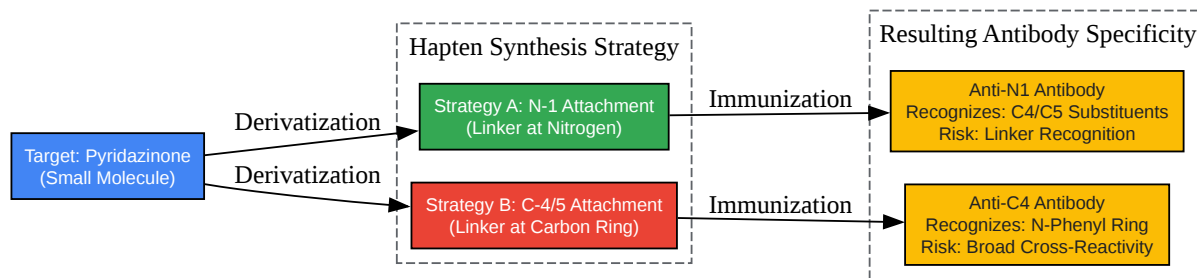 Hapten Synthesis Strategy
Resulting Antibody Specificity
Target: Pyridazinone
(Small Molecule)
Derivatization
Derivatization
Strategy A: N-1 Attachment
(Linker at Nitrogen)
Strategy B: C-4/5 Attachment
(Linker at Carbon Ring)
Immunization
Immunization
Anti-N1 Antibody
Recognizes: C4/C5 Substituents
Risk: Linker Recognition
Anti-C4 Antibody
Recognizes: N-Phenyl Ring
Risk: Broad Cross-Reactivity